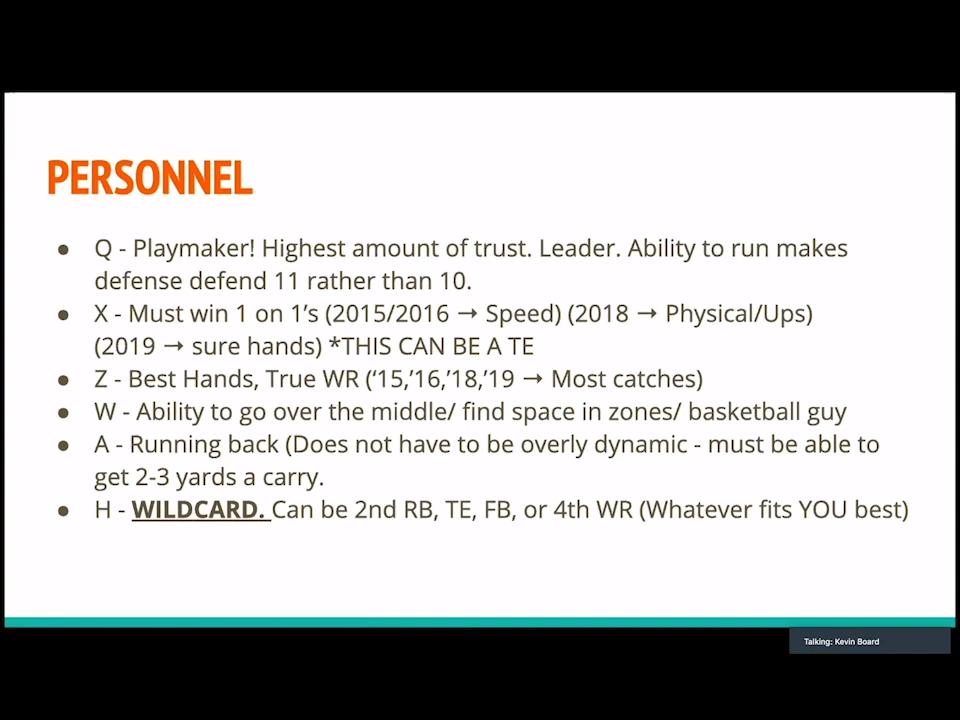 PERSONNEL
● Q - Playmaker! Highest amount of trust. Leader. Ability to run makes
defense defend 11 rather than 10.
● X - Must win 1 on 1’s (2015/2016 → Speed) (2018 → Physical/Ups)
(2019 → sure hands) *THIS CAN BE A TE
● Z - Best Hands, True WR (‘15,’16,’18,’19 → Most catches)
● W - Ability to go over the middle/ find space in zones/ basketball guy
● A - Running back (Does not have to be overly dynamic - must be able to
get 2-3 yards a carry.
● H - WILDCARD. Can be 2nd RB, TE, FB, or 4th WR (Whatever fits YOU best)
Talking: Kevin Board